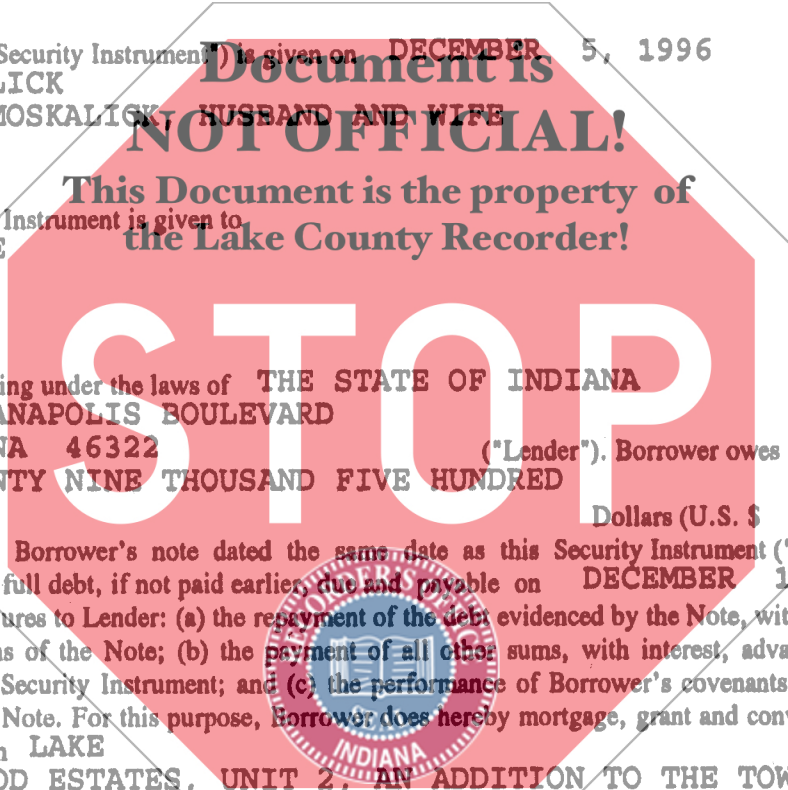 Security Instrument") is given on DECEMBER 5, 1996
LICK
MOSKALICK, HUSBAND AND WIFE
Document is
NOT OFFICIAL!
This Document is the property of
the Lake County Recorder!
Instrument is given to
E
STOP
ing under the laws of THE STATE OF INDIANA
ANAPOLIS BOULEVARD
NA 46322 ("Lender"). Borrower owes
NTY NINE THOUSAND FIVE HUNDRED
Dollars (U.S. $
Borrower's note dated the same date as this Security Instrument ("
full debt, if not paid earlier, due and payable on DECEMBER 1
ures to Lender: (a) the repayment of the debt evidenced by the Note, wit
ns of the Note; (b) the payment of all other sums, with interest, adva
Security Instrument; and (c) the performance of Borrower's covenants
Note. For this purpose, Borrower does hereby mortgage, grant and conv
n LAKE
OD ESTATES, UNIT 2, AN ADDITION TO THE TOW
RECORDER'S
SEAL
INDIANA